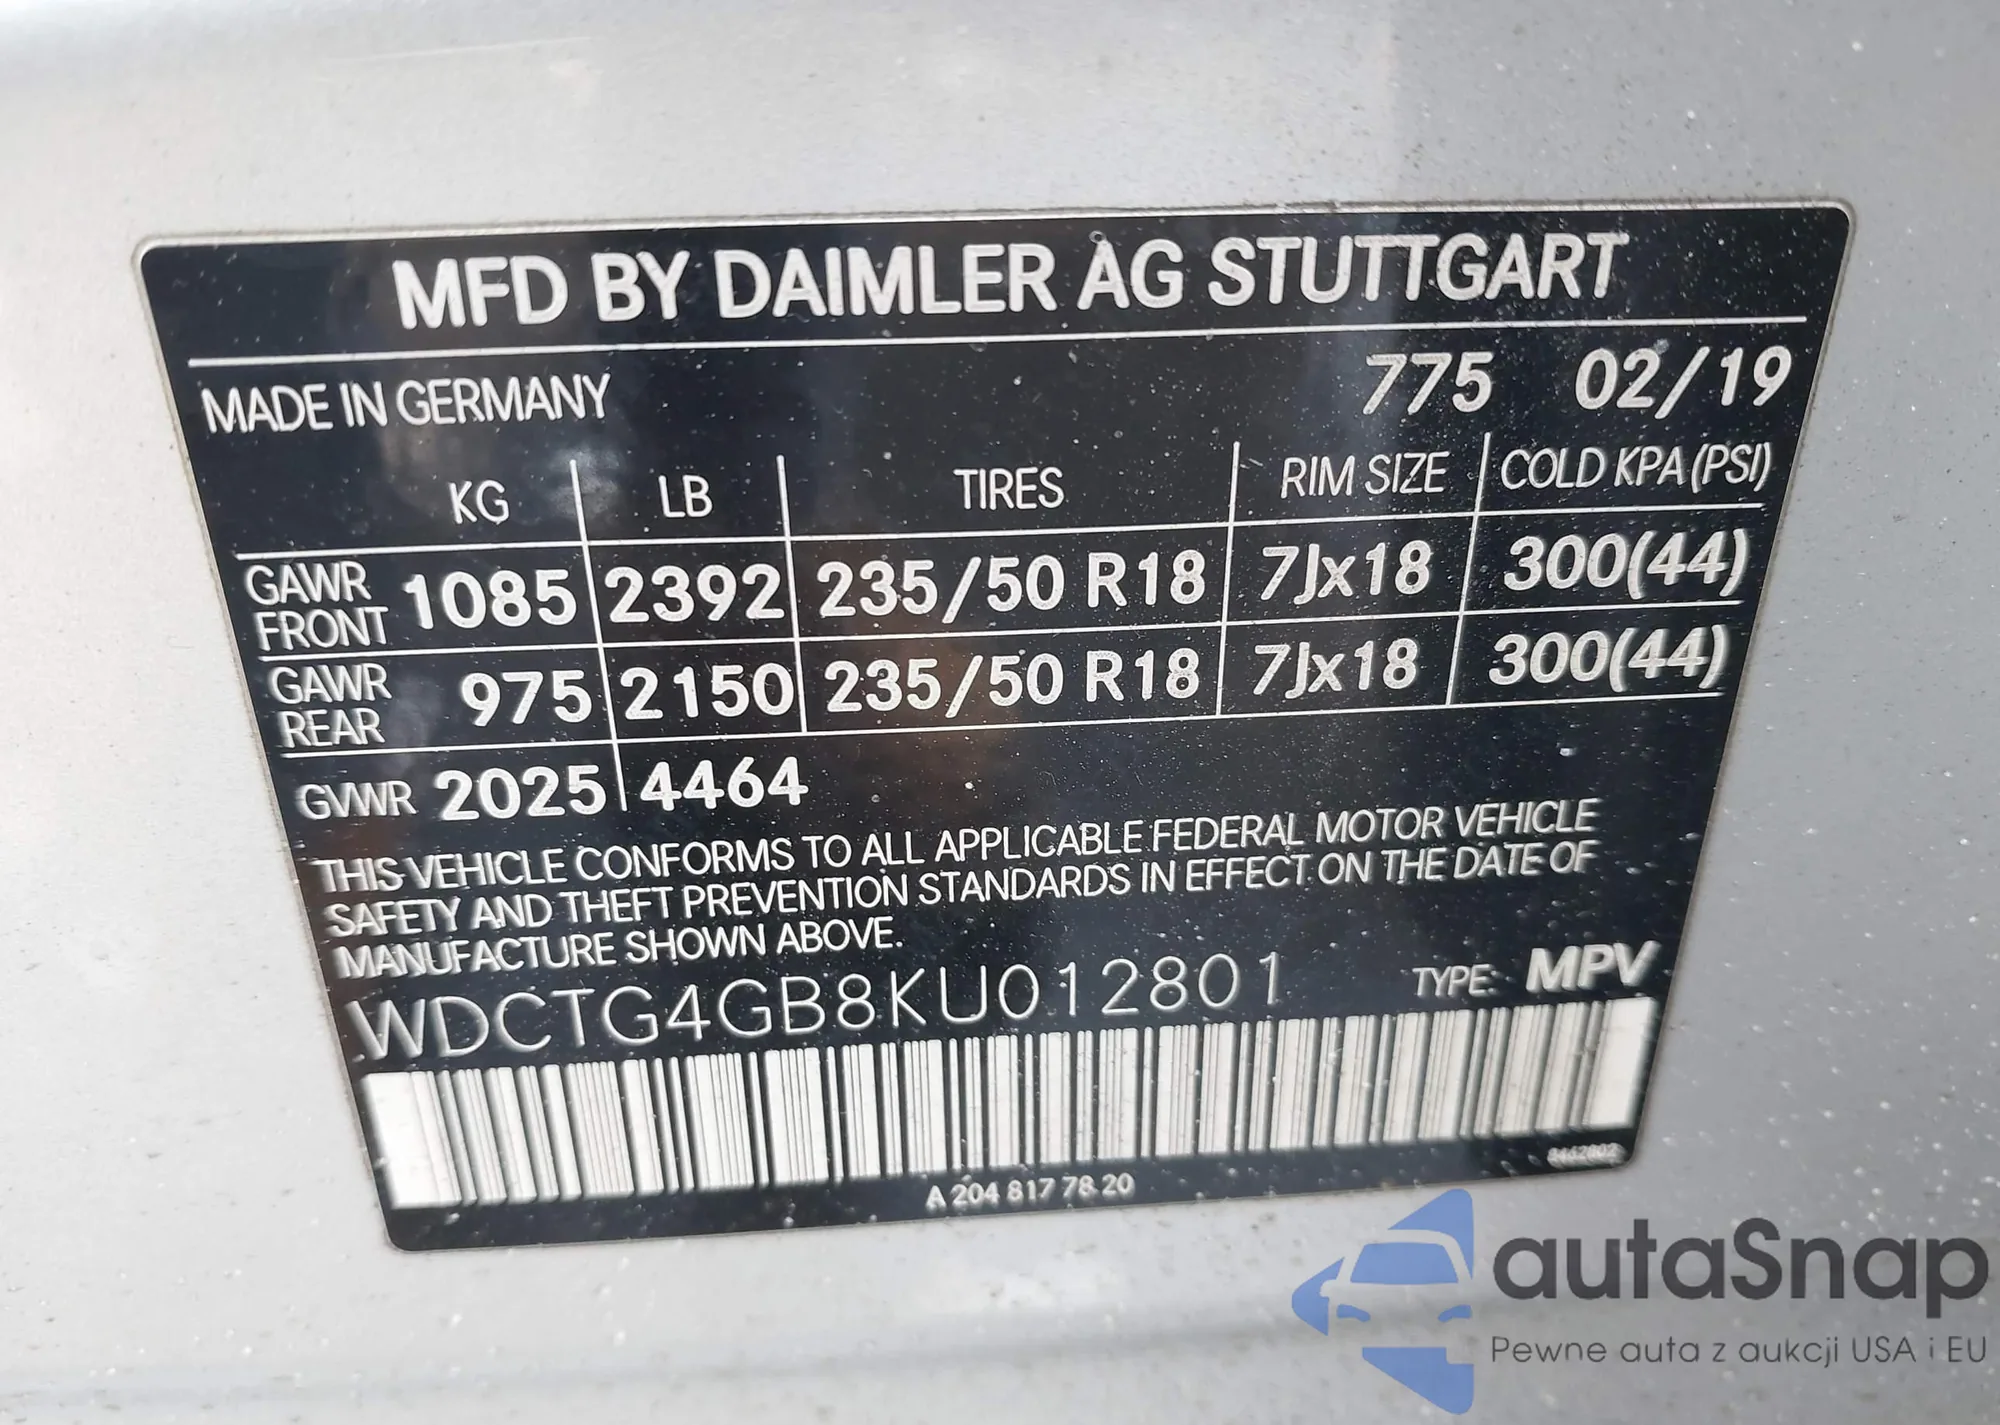 MFD BY DAIMLER AG STUTTGART
MADE IN GERMANY 775 02/19
KG LB TIRES RIM SIZE COLD KPA (PSI)
GAWR FRONT 1085 2392 235/50 R18 7Jx18 300(44)
GAWR REAR 975 2150 235/50 R18 7Jx18 300(44)
GVWR 2025 4464
THIS VEHICLE CONFORMS TO ALL APPLICABLE FEDERAL MOTOR VEHICLE
SAFETY AND THEFT PREVENTION STANDARDS IN EFFECT ON THE DATE OF
MANUFACTURE SHOWN ABOVE.
WDCTG4GB8KU012801 TYPE: MPV
A 204 817 78 20
autaSnap
Pewne auta z aukcji USA i EU